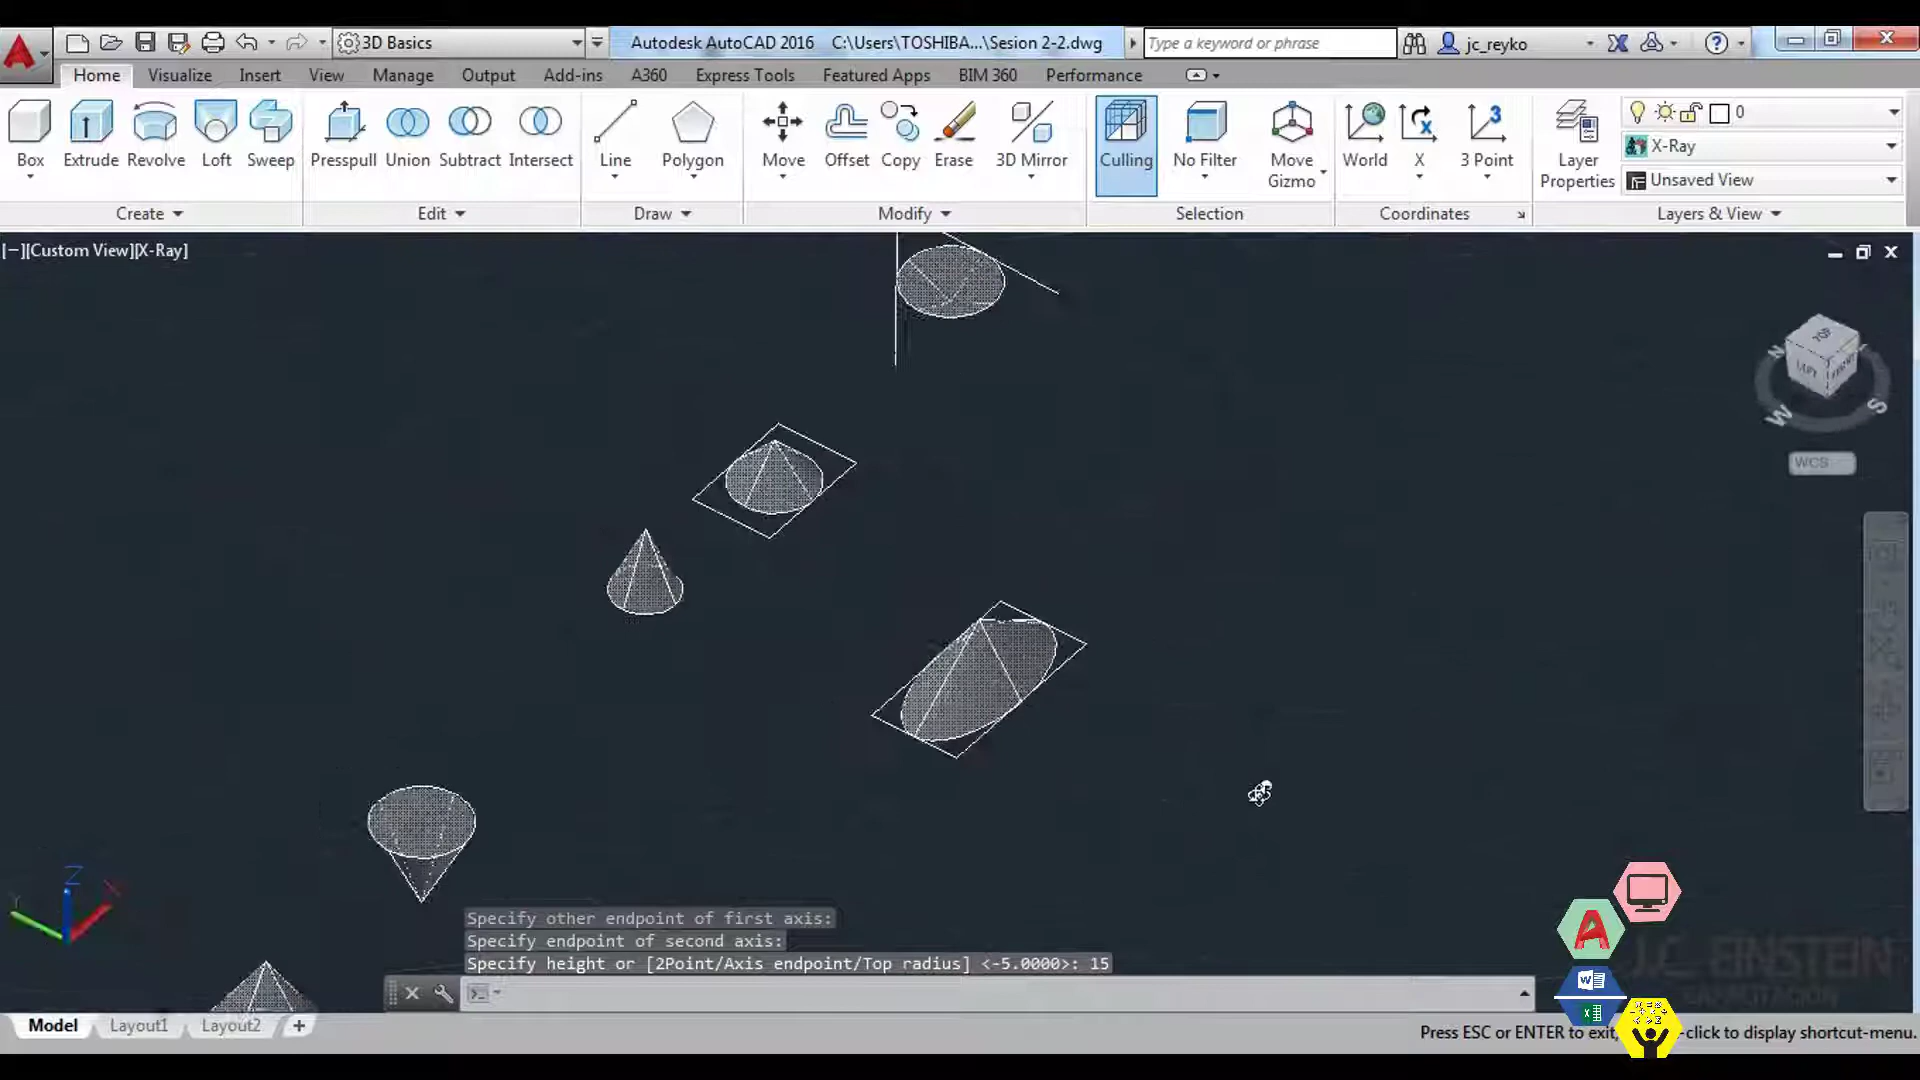 3D Basics
Autodesk AutoCAD 2016 C:\Users\TOSHIBA...\Sesion 2-2.dwg
Type a keyword or phrase
jc_reyko
Home Visualize Insert View Manage Output Add-ins A360 Express Tools Featured Apps BIM 360 Performance
Box Extrude Revolve Loft Sweep Presspull Union Subtract Intersect Line Polygon Move Offset Copy Erase 3D Mirror Culling No Filter Move Gizmo World X 3 Point Layer Properties
0
X-Ray
Unsaved View
Create Edit Draw Modify Selection Coordinates Layers & View
[−][Custom View][X-Ray]
TOP
LEFT
N
W
S
WCS
Z
Y
Specify other endpoint of first axis:
Specify endpoint of second axis:
Specify height or [2Point/Axis endpoint/Top radius] <-5.0000>: 15
J.C. EINSTEIN
CAPACITACION
Model Layout1 Layout2 +
Press ESC or ENTER to exit, -click to display shortcut-menu.